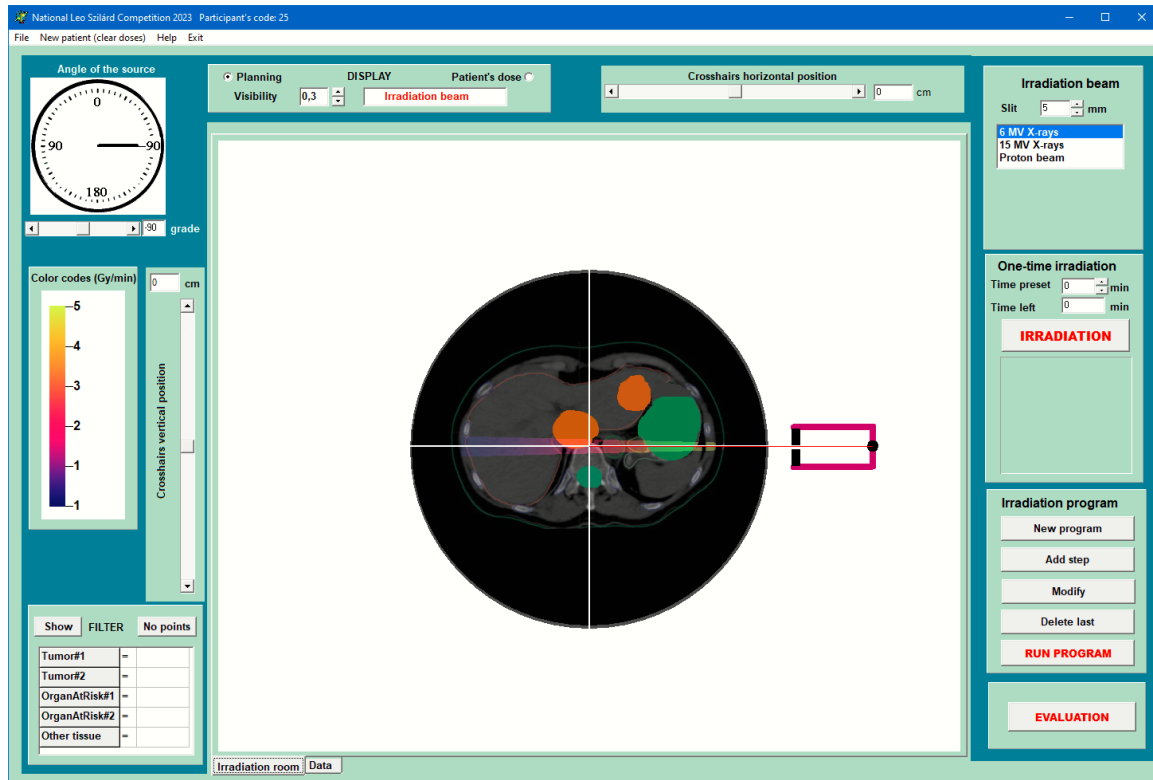 National Leo Szilárd Competition 2023 Participant's code: 25
File New patient (clear doses) Help Exit
Angle of the source
0
90 -90
180
-90 grade
Planning DISPLAY Patient's dose
Visibility 0,3 Irradiation beam
Crosshairs horizontal position
0 cm
Irradiation beam
Slit 5 mm
6 MV X-rays
15 MV X-rays
Proton beam
Color codes (Gy/min)
5
4
3
2
1
.1
0 cm
Crosshairs vertical position
One-time irradiation
Time preset 0 min
Time left 0 min
IRRADIATION
Irradiation program
New program
Add step
Modify
Delete last
RUN PROGRAM
EVALUATION
Show FILTER No points
Tumor#1 =
Tumor#2 =
OrganAtRisk#1 =
OrganAtRisk#2 =
Other tissue =
Irradiation room Data